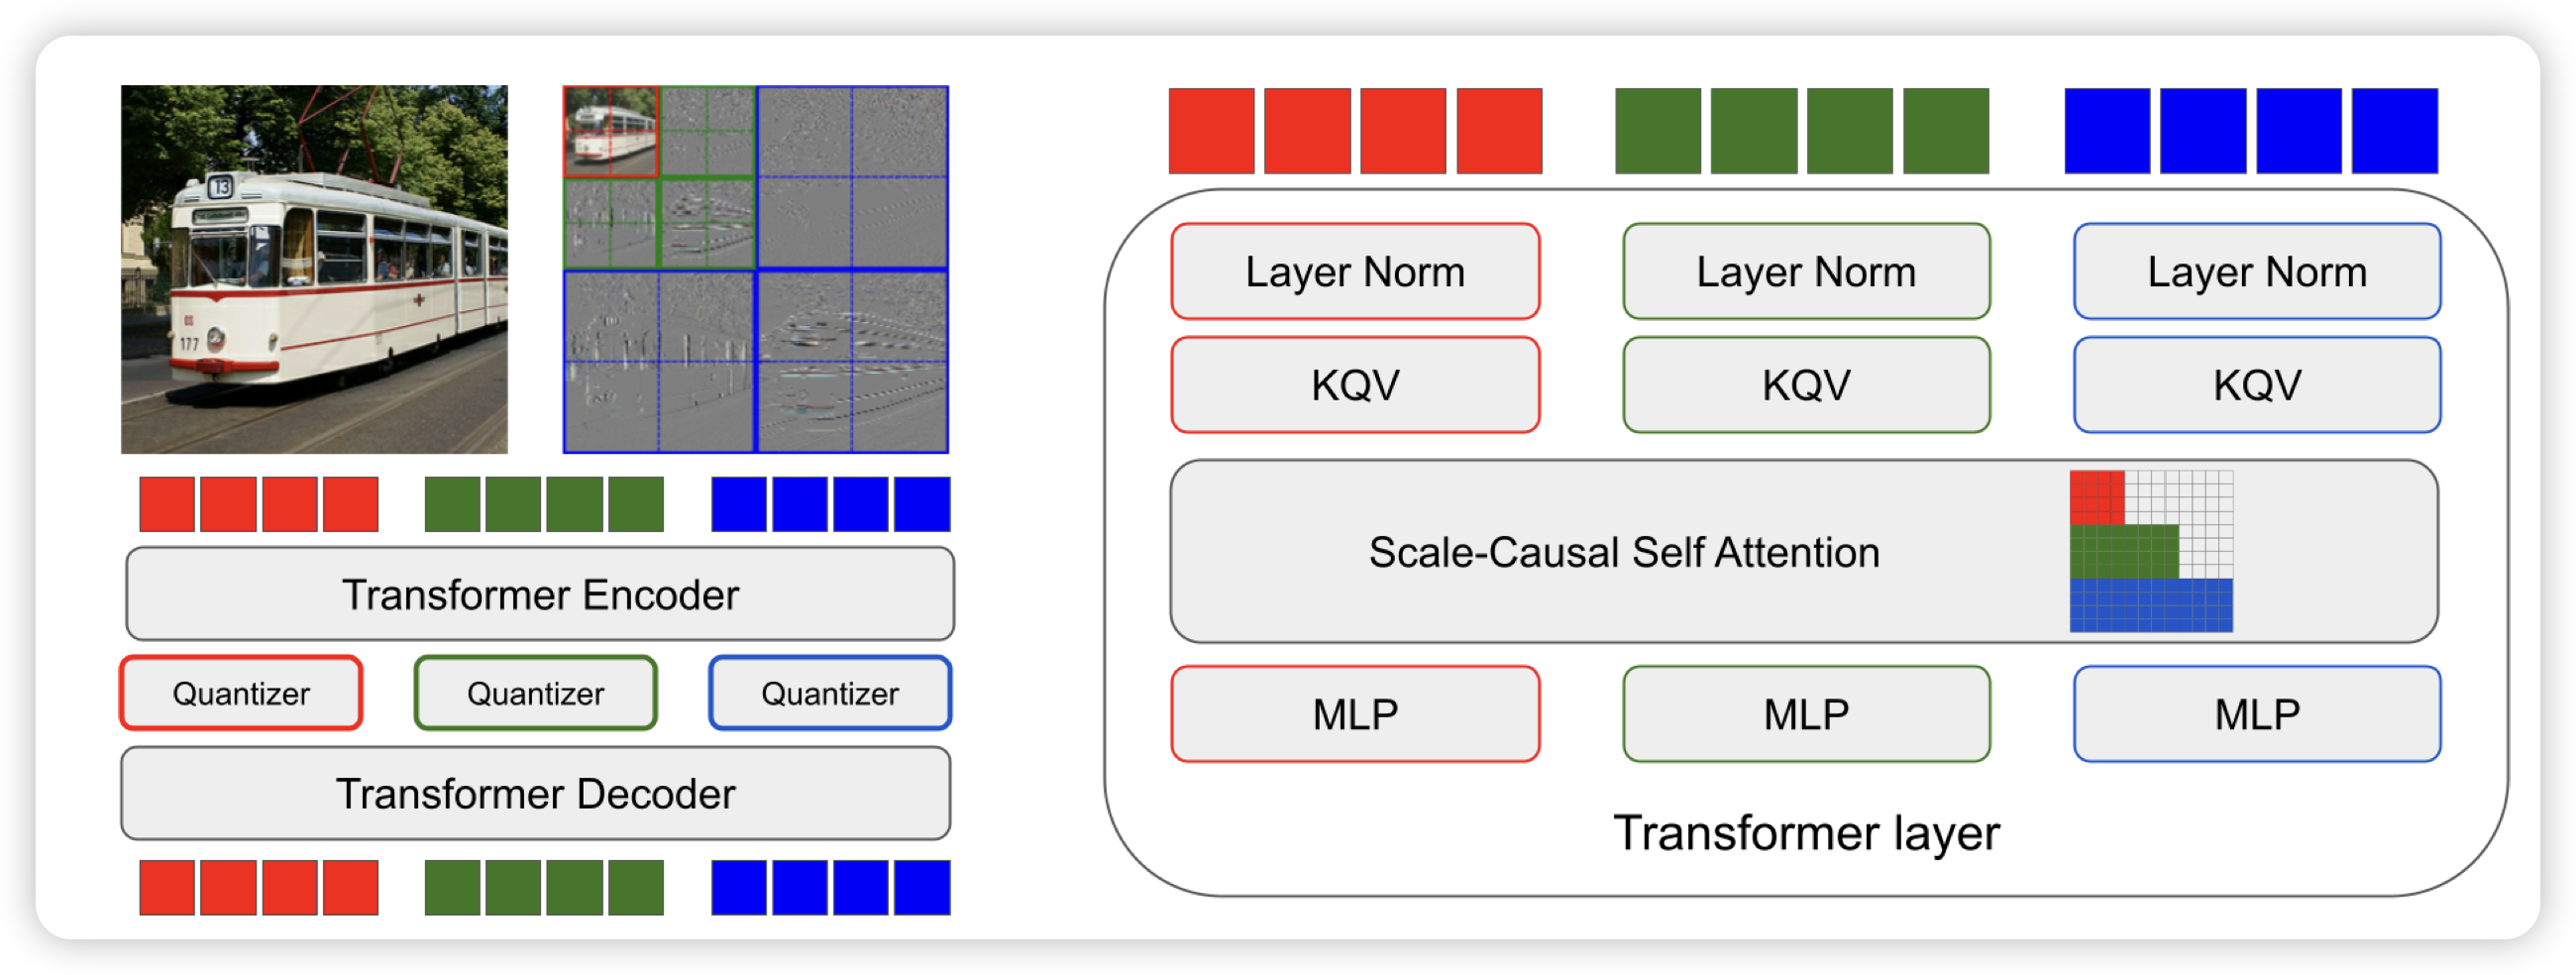 13
177
Transformer Encoder
Quantizer Quantizer Quantizer
Transformer Decoder
Layer Norm Layer Norm Layer Norm
KQV KQV KQV
Scale-Causal Self Attention
MLP MLP MLP
Transformer layer